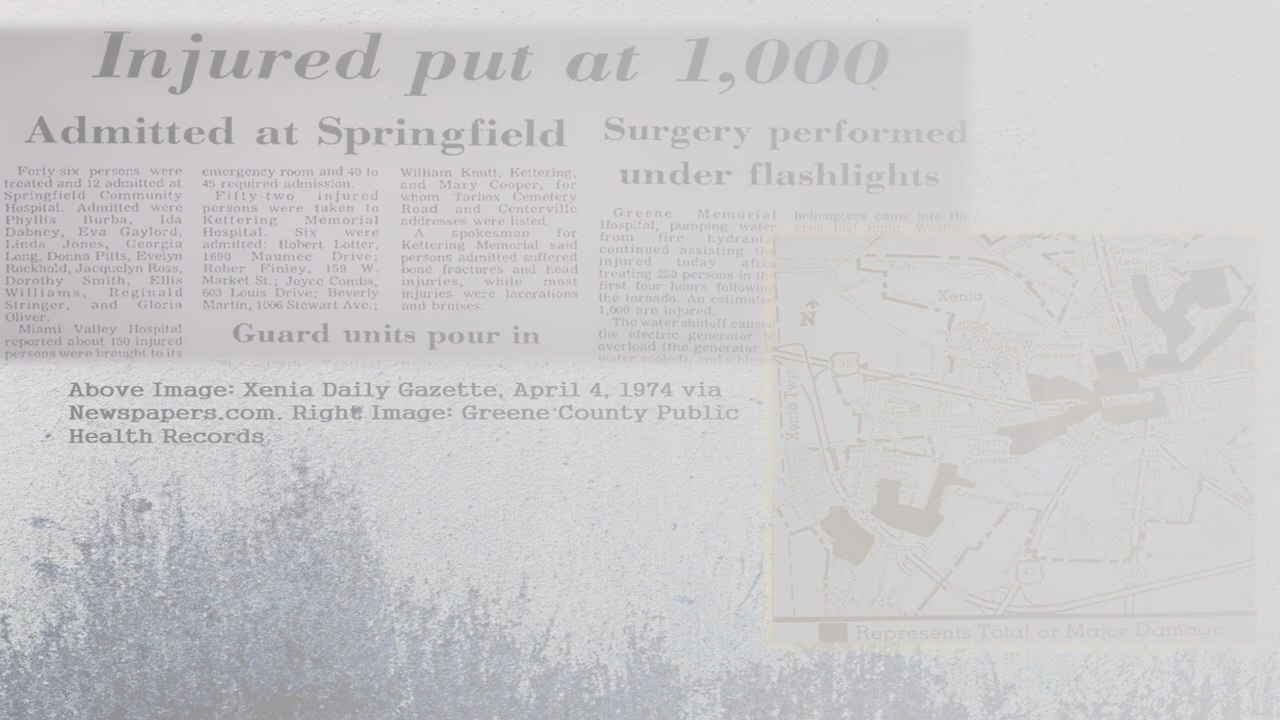 Injured put at 1,000
Admitted at Springfield
Forty-six persons were
treated and 12 admitted at
Springfield Community
Hospital. Admitted were
Phyllis Burba, Ida
Dabney, Eva Gaylord,
Linda Jones, Georgia
Long, Donna Pitts, Evelyn
Rockhold, Jacquelyn Ross,
Dorothy Smith, Ellis
Williams, Reginald
Stringer, and Gloria
Oliver.
Miami Valley Hospital
reported about 150 injured
persons were brought to its
emergency room and 40 to
45 required admission.
Fifty-two injured
persons were taken to
Kettering Memorial
Hospital. Six were
admitted: Robert Lotter,
1690 Maumee Drive;
Rober Finley, 159 W.
Market St.; Joyce Combs,
603 Louis Drive; Beverly
Martin, 1006 Stewart Ave.;
William Knutt, Kettering,
and Mary Cooper, for
whom Tarbox Cemetery
Road and Centerville
addresses were listed.
A spokesman for
Kettering Memorial said
persons admitted suffered
bone fractures and head
injuries, while most
injuries were lacerations
and bruises.
Guard units pour in
Surgery performed
under flashlights
Greene Memorial
Hospital, pumping water
from fire hydrants
continued assisting the
injured today after
treating 250 persons in the
first four hours followin
the tornado. An estimated
1,000 are injured.
The water shutoff cause
the electric generator
overload (the generator
water cooled)
helicopters came into the
area last night.
Above Image: Xenia Daily Gazette, April 4, 1974 via
Newspapers.com. Right Image: Greene County Public
Health Records
Xenia
N
Woodland
Cemetery
35
Xenia Twp.
Main St.
Cemetery
Arrowhead
Represents Total or Major Damage